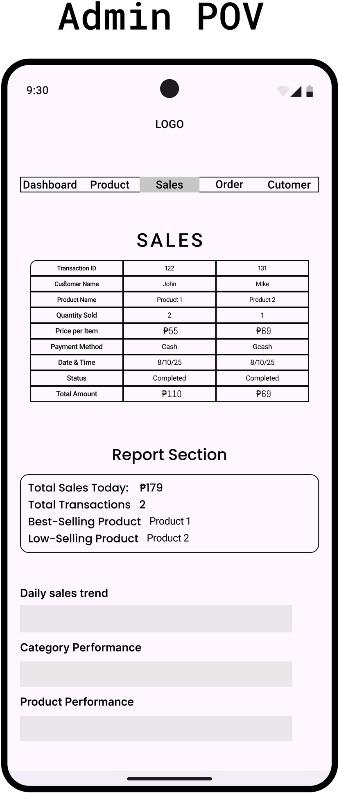 Admin POV
9:30
LOGO
Dashboard Product Sales Order Cutomer
SALES
Transaction ID 122 131
Customer Name John Mike
Product Name Product 1 Product 2
Quantity Sold 2 1
Price per Item ₱55 ₱69
Payment Method Cash Gcash
Date & Time 8/10/25 8/10/25
Status Completed Completed
Total Amount ₱110 ₱69
Report Section
Total Sales Today: ₱179
Total Transactions 2
Best-Selling Product Product 1
Low-Selling Product Product 2
Daily sales trend
Category Performance
Product Performance